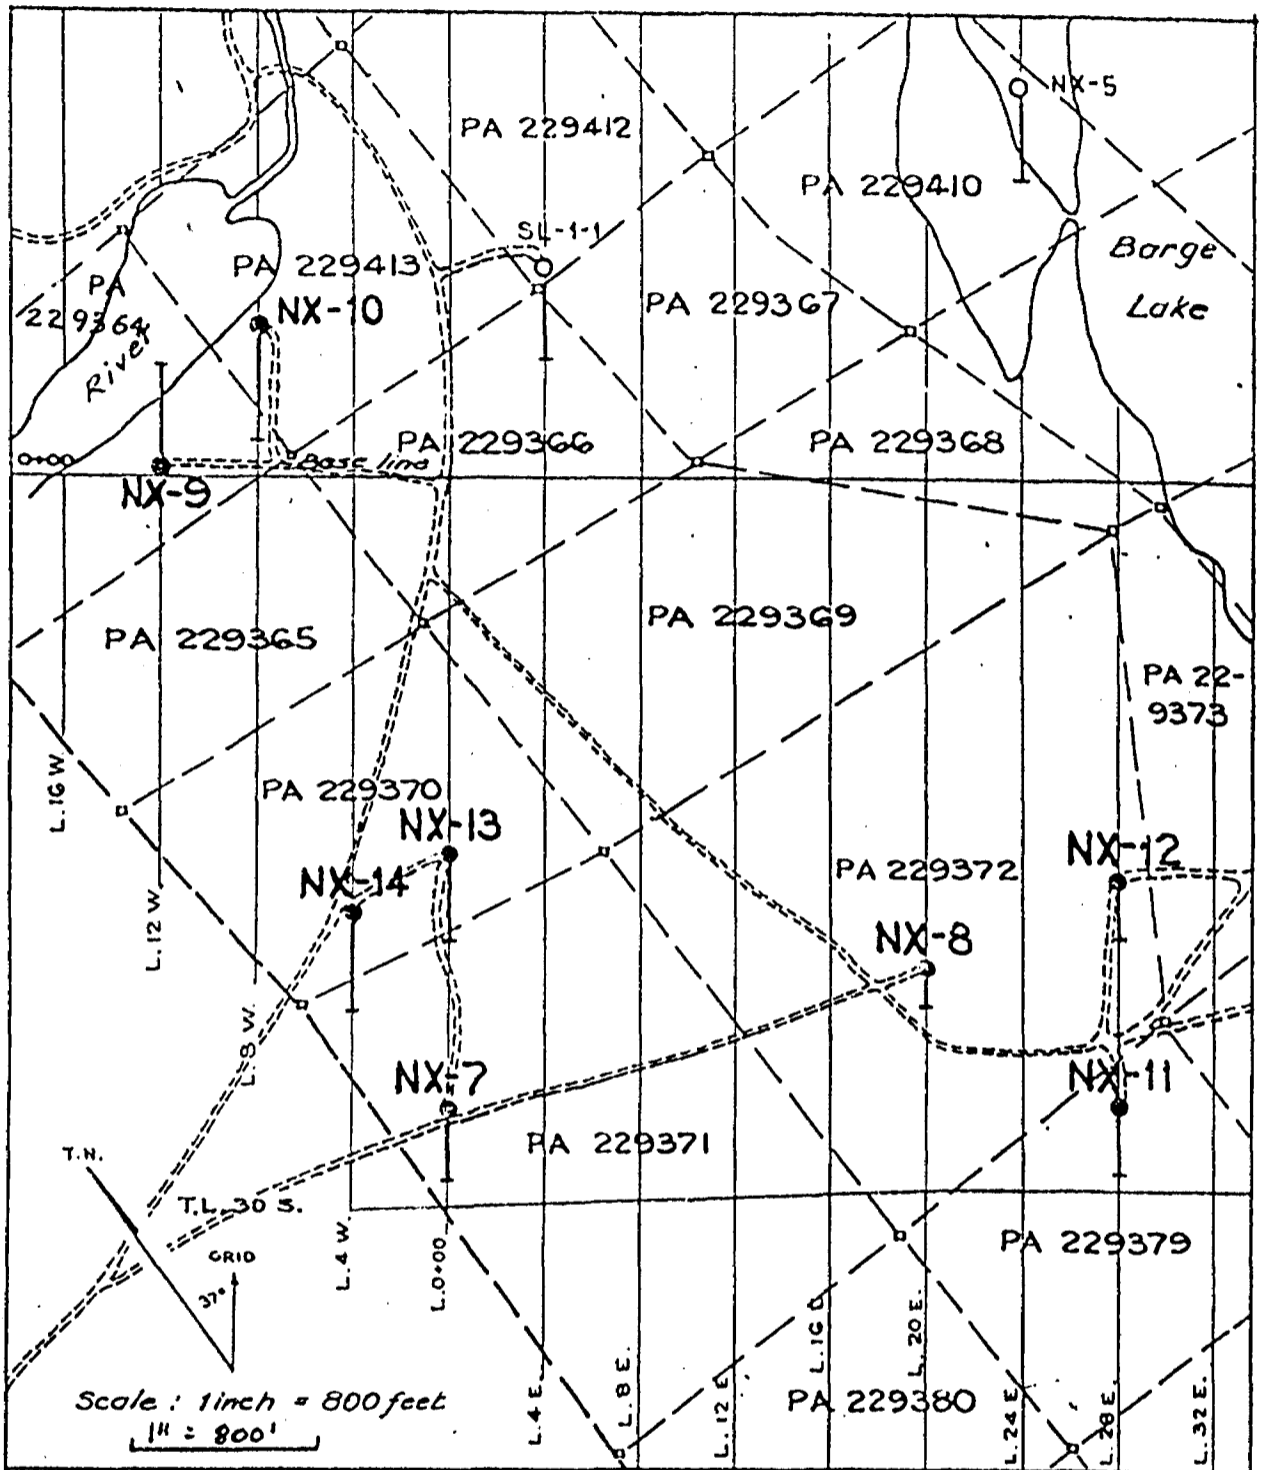 NX-5
PA 229412
PA 229410
SL-1-1
Barge
Lake
PA 229413
PA
229364
River
NX-10
PA 229367
PA 229366
PA 229368
0+00
Base line
NX-9
PA 229365
PA 229369
PA 22-
9373
L.16 W.
PA 229370
NX-13
NX-12
PA 229372
NX-14
L.12 W.
NX-8
L.8 W.
NX-7
NX-11
PA 229371
T.N.
T.L. 30 S.
GRID
37°
L.4 W.
L.0+00
PA 229379
L.16 E
L.20 E.
L.4 E.
L.8 E.
L.12 E
PA 229380
L.24 E
L.28 E.
L.32 E.
Scale : 1 inch = 800 feet
1" = 800'